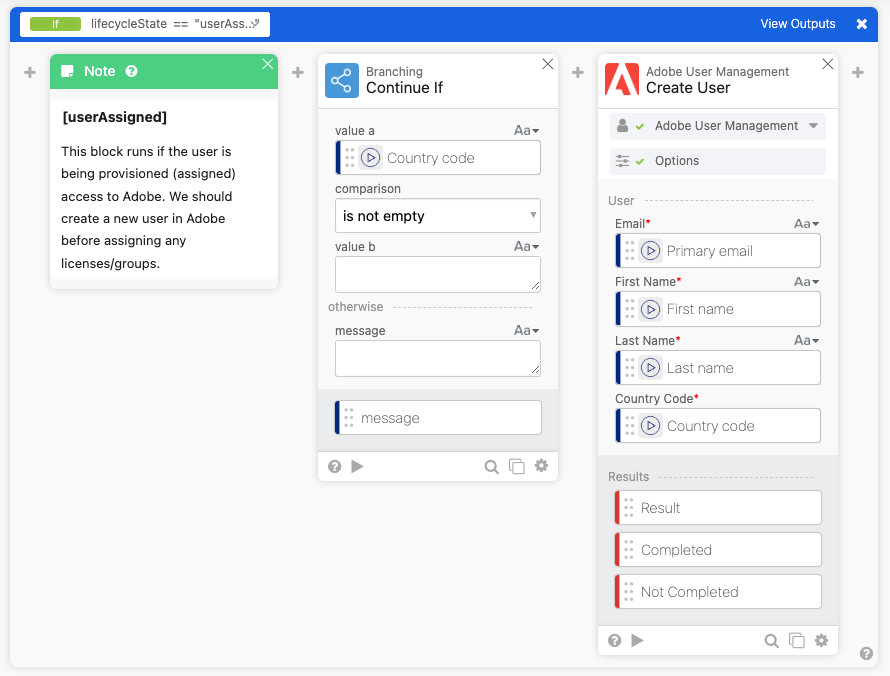 If lifecycleState == "userAss...
View Outputs
Note
[userAssigned]
This block runs if the user is
being provisioned (assigned)
access to Adobe. We should
create a new user in Adobe
before assigning any
licenses/groups.
Branching
Continue If
value a Aa
Country code
comparison
is not empty
value b Aa
otherwise
message Aa
message
Adobe User Management
Create User
Adobe User Management
Options
User
Email* Aa
Primary email
First Name* Aa
First name
Last Name* Aa
Last name
Country Code*
Country code
Results
Result
Completed
Not Completed